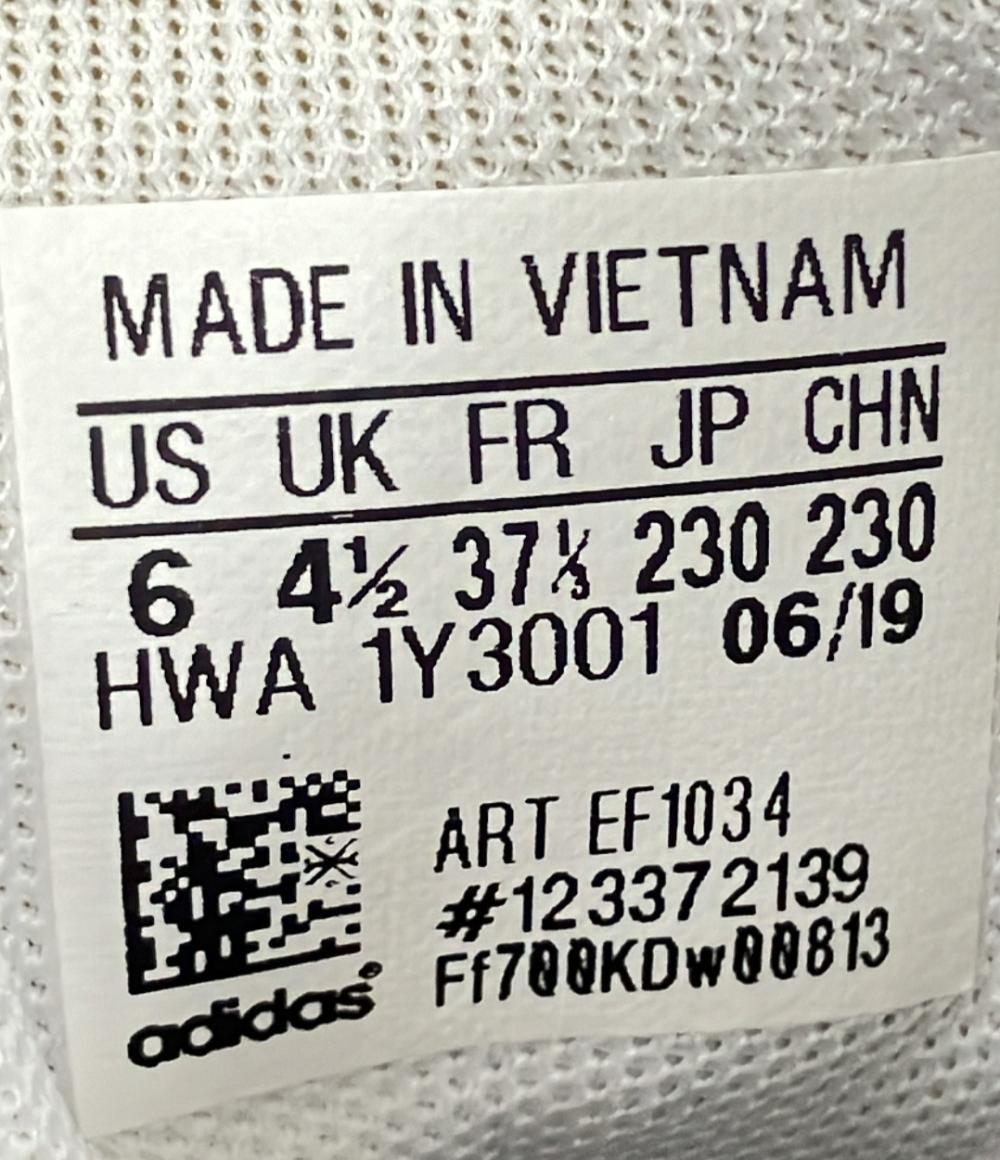 MADE IN VIETNAM
US UK FR JP CHN
6 4½ 37⅓ 230 230
HWA 1Y3001 06/19
ART EF1034
#123372139
Ff700KDw00813
adidas®